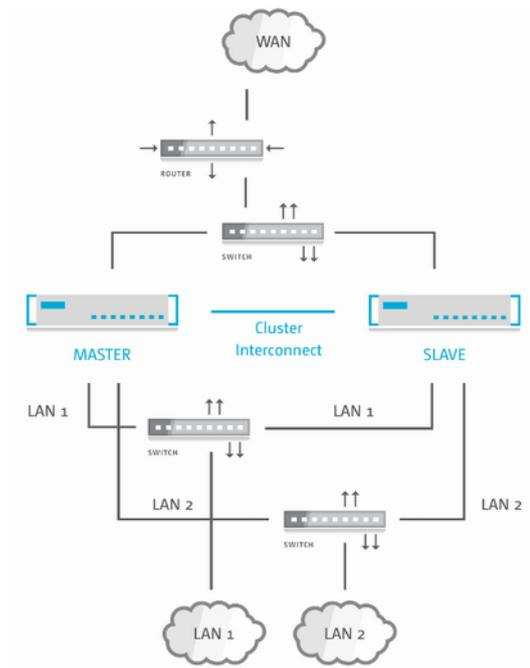 WAN
ROUTER
SWITCH
Cluster
Interconnect
MASTER
SLAVE
LAN 1
LAN 1
SWITCH
LAN 2
LAN 2
SWITCH
LAN 1
LAN 2